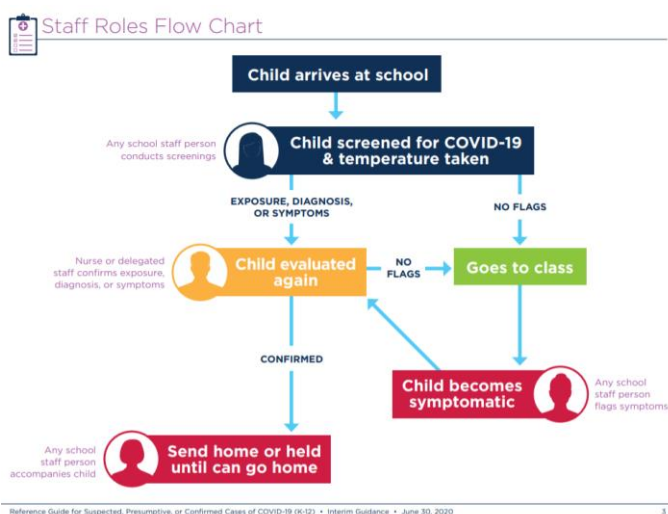 Staff Roles Flow Chart
Child arrives at school
Any school staff person
conducts screenings
Child screened for COVID-19
& temperature taken
EXPOSURE, DIAGNOSIS,
OR SYMPTOMS
NO FLAGS
Nurse or delegated
staff confirms exposure,
diagnosis, or symptoms
Child evaluated
again
NO
FLAGS
Goes to class
CONFIRMED
Child becomes
symptomatic
Any school
staff person
flags symptoms
Any school
staff person
accompanies child
Send home or held
until can go home
Reference Guide for Suspected, Presumptive, or Confirmed Cases of COVID-19 (K-12) • Interim Guidance • June 30, 2020
3